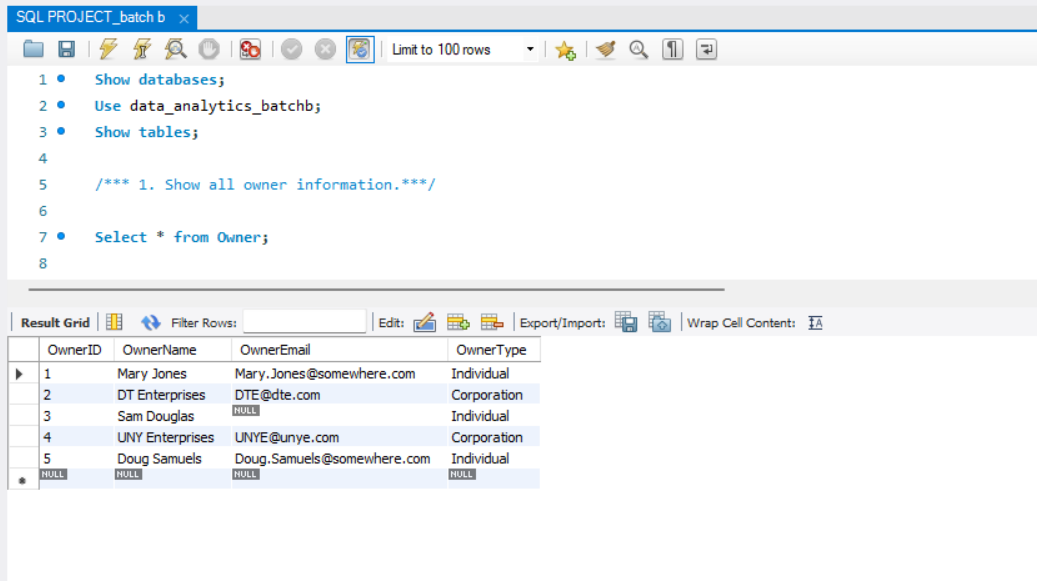 SQL PROJECT_batch b
Limit to 100 rows
1 Show databases;
2 Use data_analytics_batchb;
3 Show tables;
4
5 /*** 1. Show all owner information.***/
6
7 Select * from Owner;
8
Result Grid Filter Rows: Edit: Export/Import: Wrap Cell Content: IA
OwnerID OwnerName OwnerEmail OwnerType
1 Mary Jones Mary.Jones@somewhere.com Individual
2 DT Enterprises DTE@dte.com Corporation
3 Sam Douglas NULL Individual
4 UNY Enterprises UNYE@unye.com Corporation
5 Doug Samuels Doug.Samuels@somewhere.com Individual
NULL NULL NULL NULL